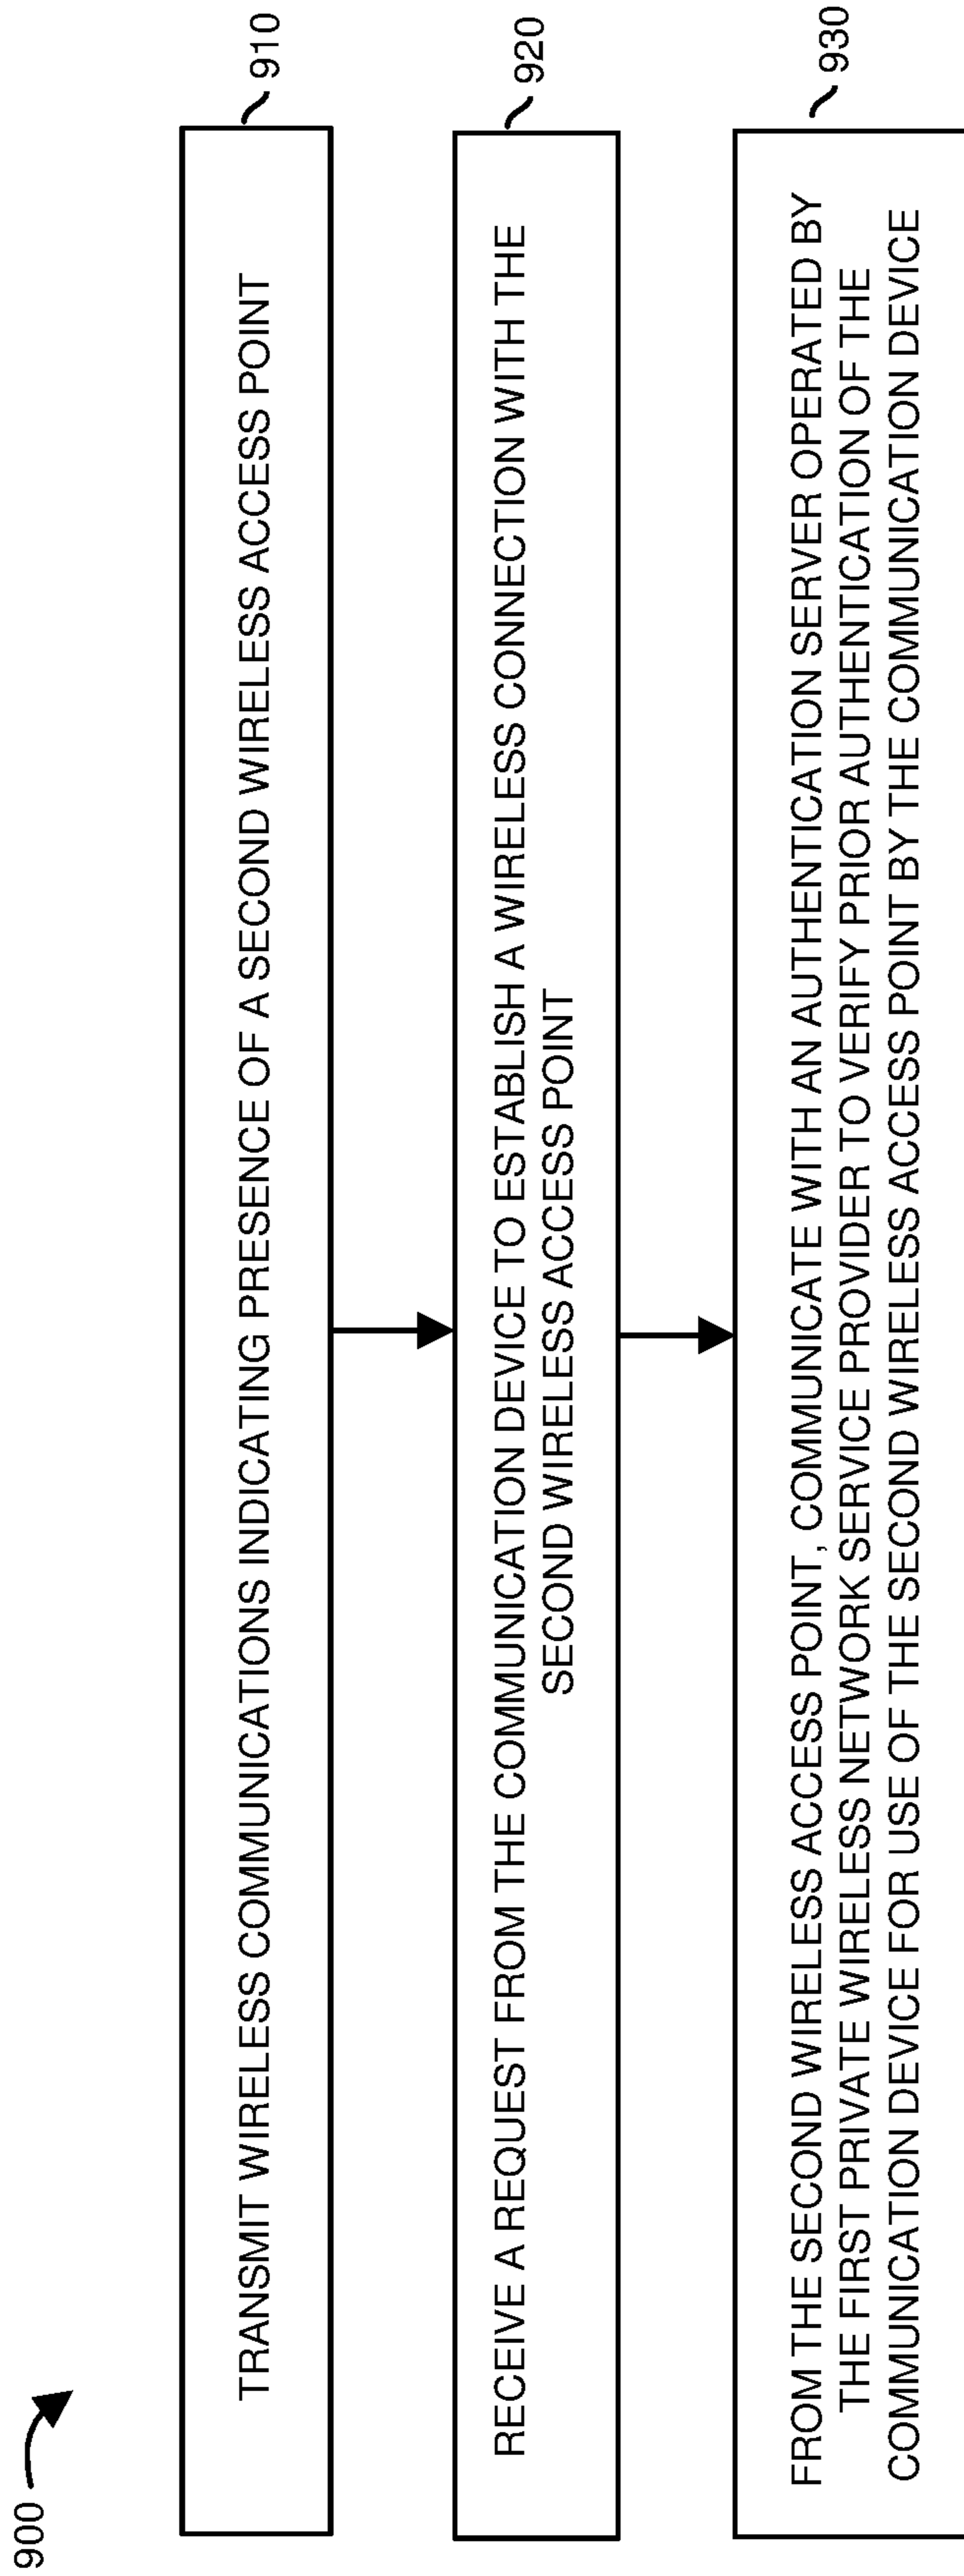 900
TRANSMIT WIRELESS COMMUNICATIONS INDICATING PRESENCE OF A SECOND WIRELESS ACCESS POINT
910
RECEIVE A REQUEST FROM THE COMMUNICATION DEVICE TO ESTABLISH A WIRELESS CONNECTION WITH THE
SECOND WIRELESS ACCESS POINT
920
FROM THE SECOND WIRELESS ACCESS POINT, COMMUNICATE WITH AN AUTHENTICATION SERVER OPERATED BY
THE FIRST PRIVATE WIRELESS NETWORK SERVICE PROVIDER TO VERIFY PRIOR AUTHENTICATION OF THE
COMMUNICATION DEVICE FOR USE OF THE SECOND WIRELESS ACCESS POINT BY THE COMMUNICATION DEVICE
930